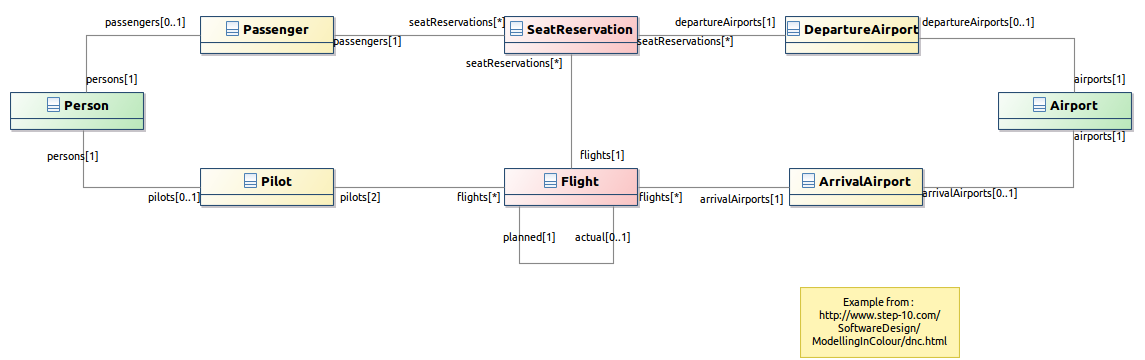 passengers[0..1]
seatReservations[*]
departureAirports[1]
departureAirports[0..1]
Passenger
SeatReservation
DepartureAirport
passengers[1]
seatReservations[*]
seatReservations[*]
persons[1]
airports[1]
Person
Airport
airports[1]
persons[1]
flights[1]
Pilot
Flight
ArrivalAirport
pilots[0..1]
pilots[2]
flights[*]
flights[*]
arrivalAirports[1]
arrivalAirports[0..1]
planned[1]
actual[0..1]
Example from :
http://www.step-10.com/
SoftwareDesign/
ModellingInColour/dnc.html